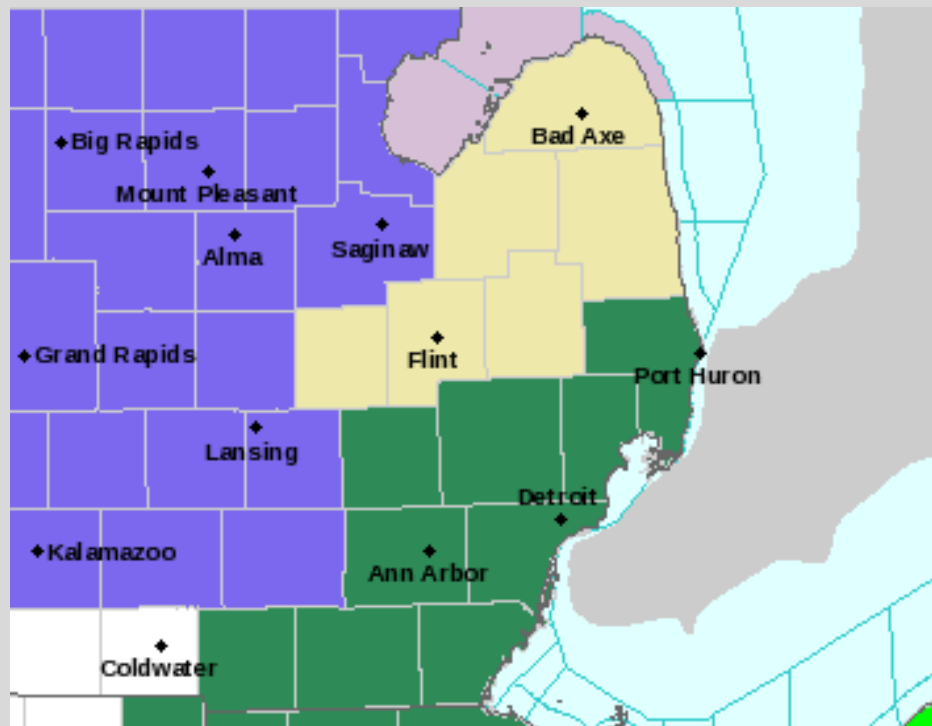 Bad Axe
Big Rapids
Mount Pleasant
Saginaw
Alma
Grand Rapids
Flint
Port Huron
Lansing
Detroit
Kalamazoo
Ann Arbor
Coldwater